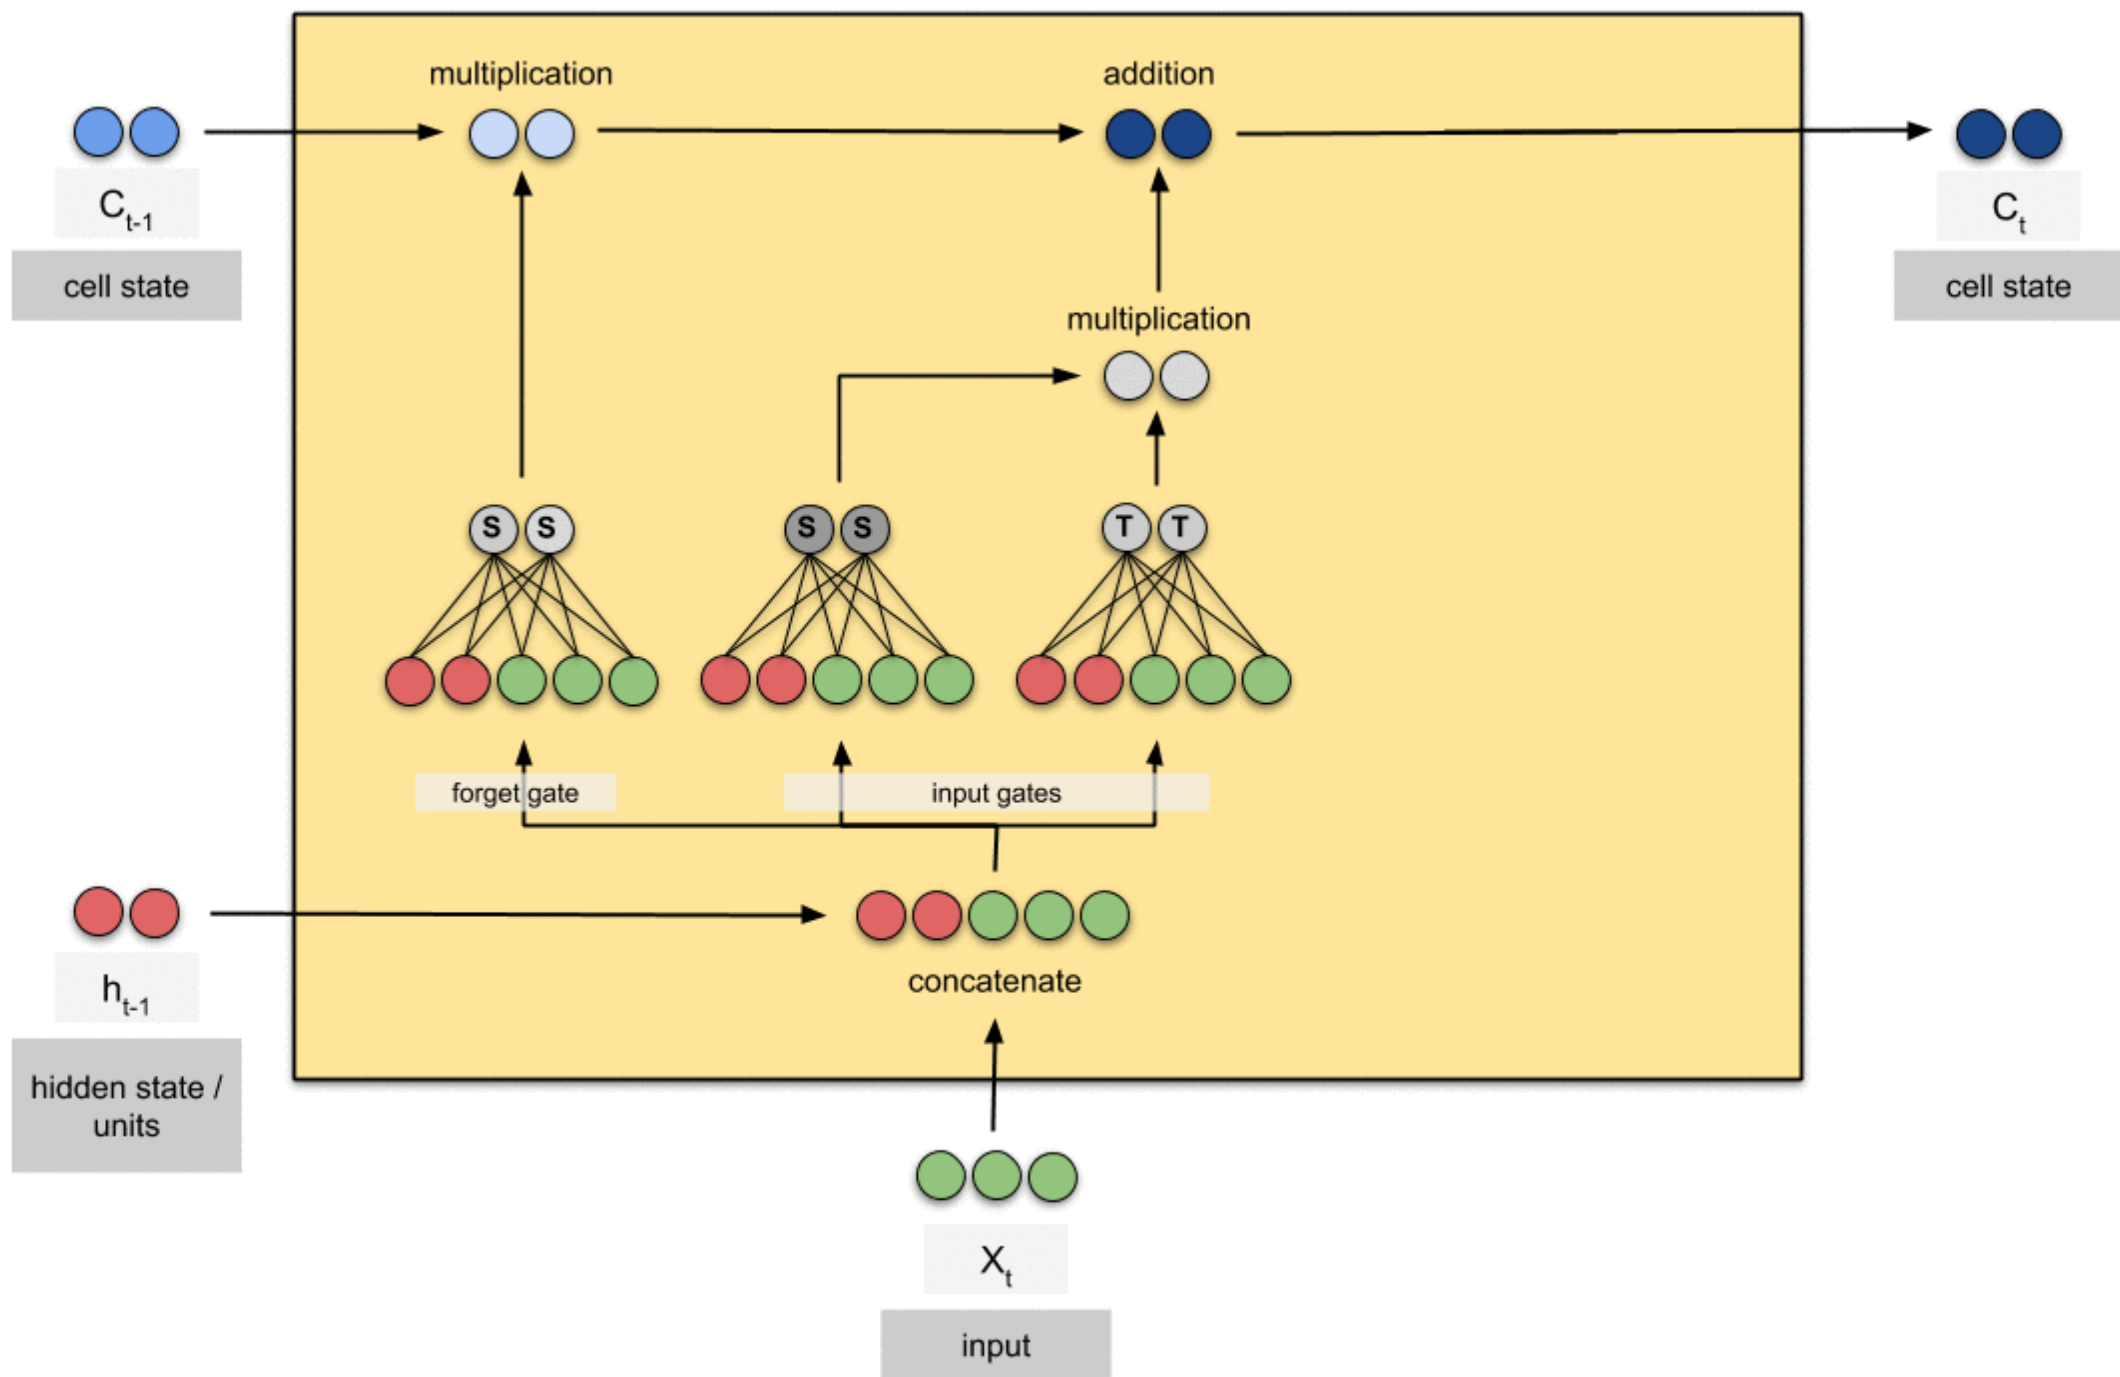 multiplication
addition
C t-1
cell state
C t
cell state
multiplication
S S
S S
T T
forget gate
input gates
h t-1
concatenate
hidden state /
units
X t
input